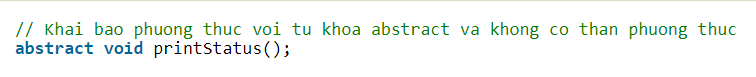 // Khai bao phuong thuc voi tu khoa abstract va khong co than phuong thuc
abstract void printStatus();